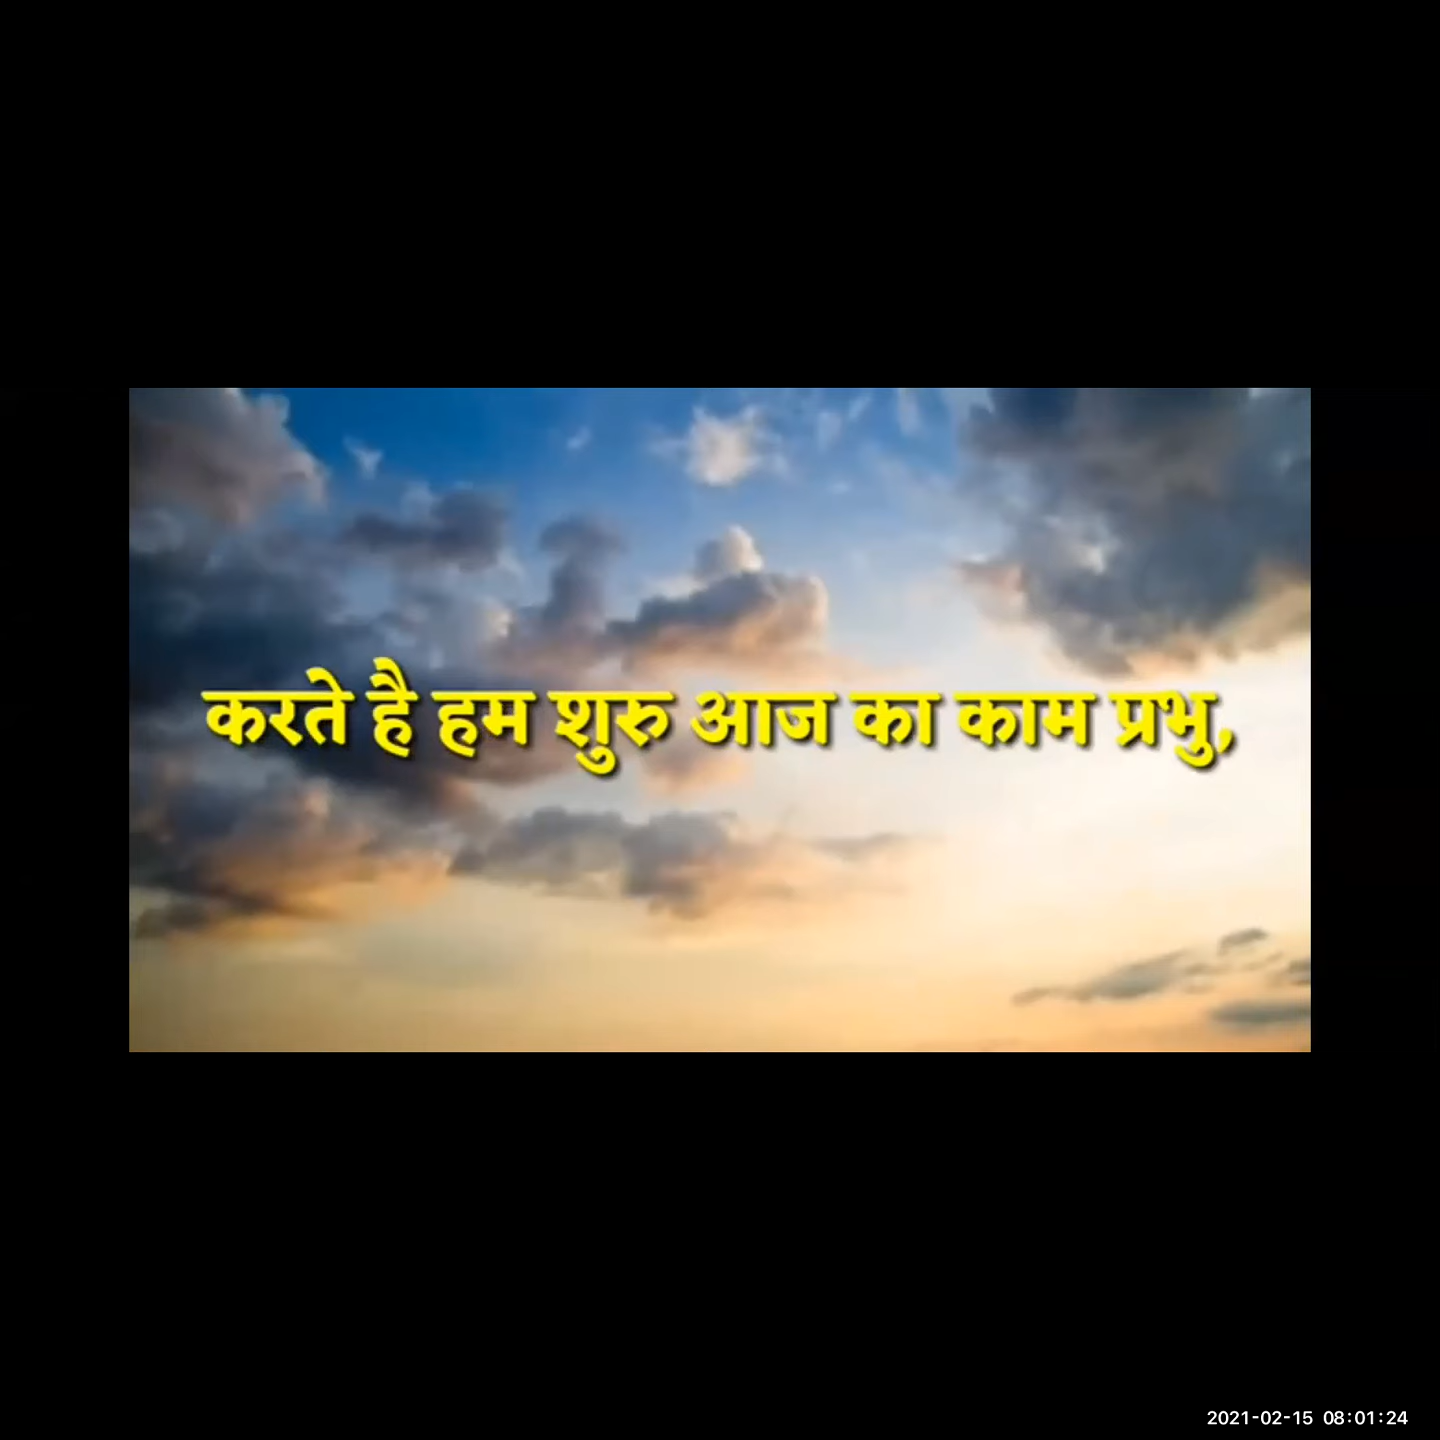 करते है हम शुरु आज का काम प्रभु,
2021-02-15 08:01:24